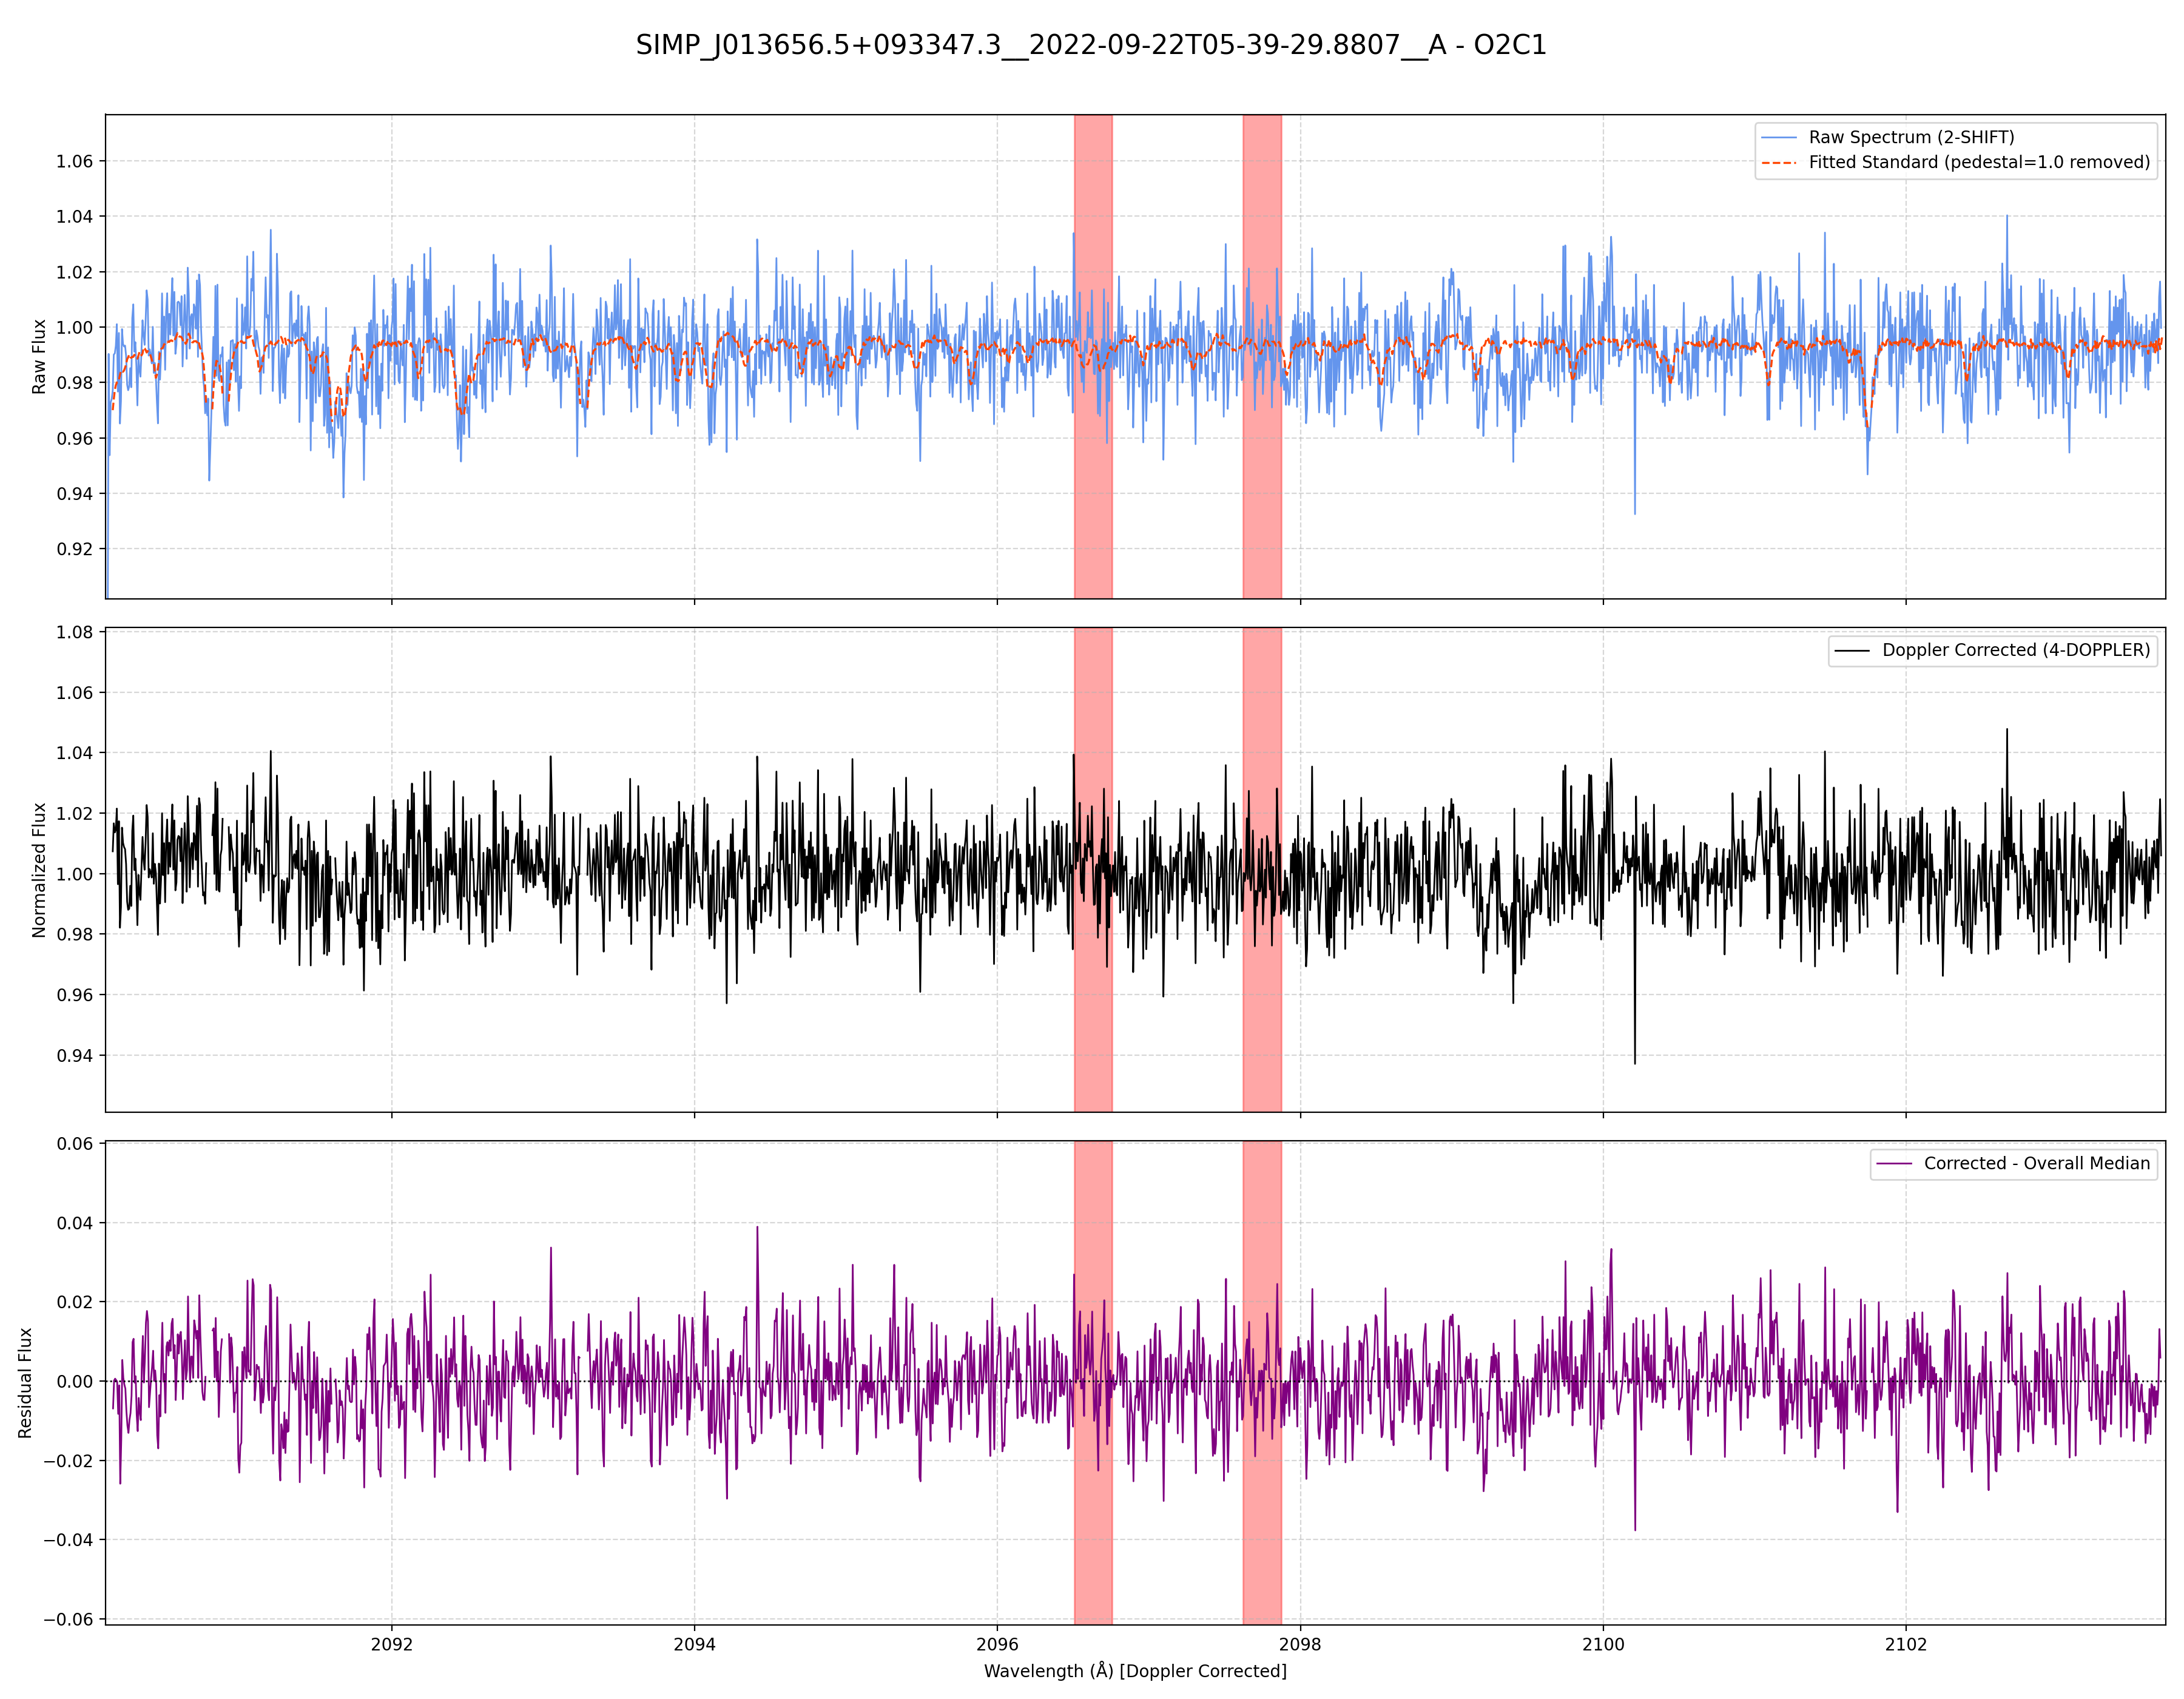 SIMP_J013656.5+093347.3__2022-09-22T05-39-29.8807__A - O2C1
Raw Flux
1.06
1.04
1.02
1.00
0.98
0.96
0.94
0.92
Raw Spectrum (2-SHIFT)
Fitted Standard (pedestal=1.0 removed)
Normalized Flux
1.08
1.06
1.04
1.02
1.00
0.98
0.96
0.94
Doppler Corrected (4-DOPPLER)
Residual Flux
0.06
0.04
0.02
0.00
−0.02
−0.04
−0.06
Corrected - Overall Median
2092 2094 2096 2098 2100 2102
Wavelength (Å) [Doppler Corrected]